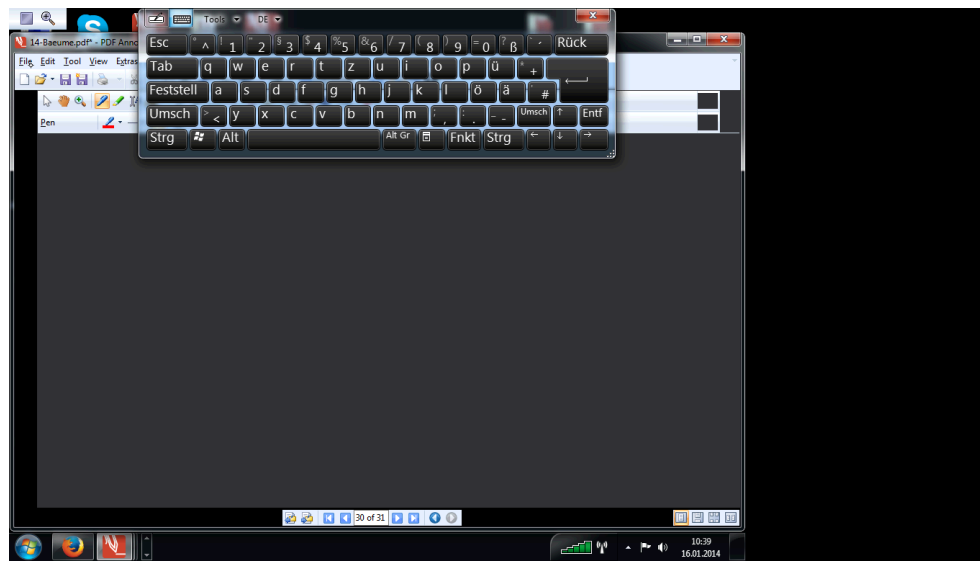 Tools DE
14-Baeume.pdf* - PDF Anno
Esc ° ^ ! 1 " 2 § 3 $ 4 % 5 & 6 / 7 ( 8 ) 9 = 0 ? ß ` ´ Rück
File Edit Tool View Extras
Tab q w e r t z u i o p ü * +
Feststell a s d f g h j k l ö ä ' #
Umsch > < y x c v b n m ; , : . _ - Umsch ↑ Entf
Pen
Strg Alt Alt Gr Fnkt Strg ← ↓ →
30 of 31
10:39
16.01.2014